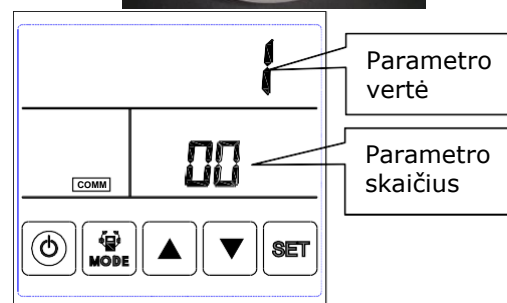 1
Parametro
vertė
00
Parametro
skaičius
COMM
MODE
SET